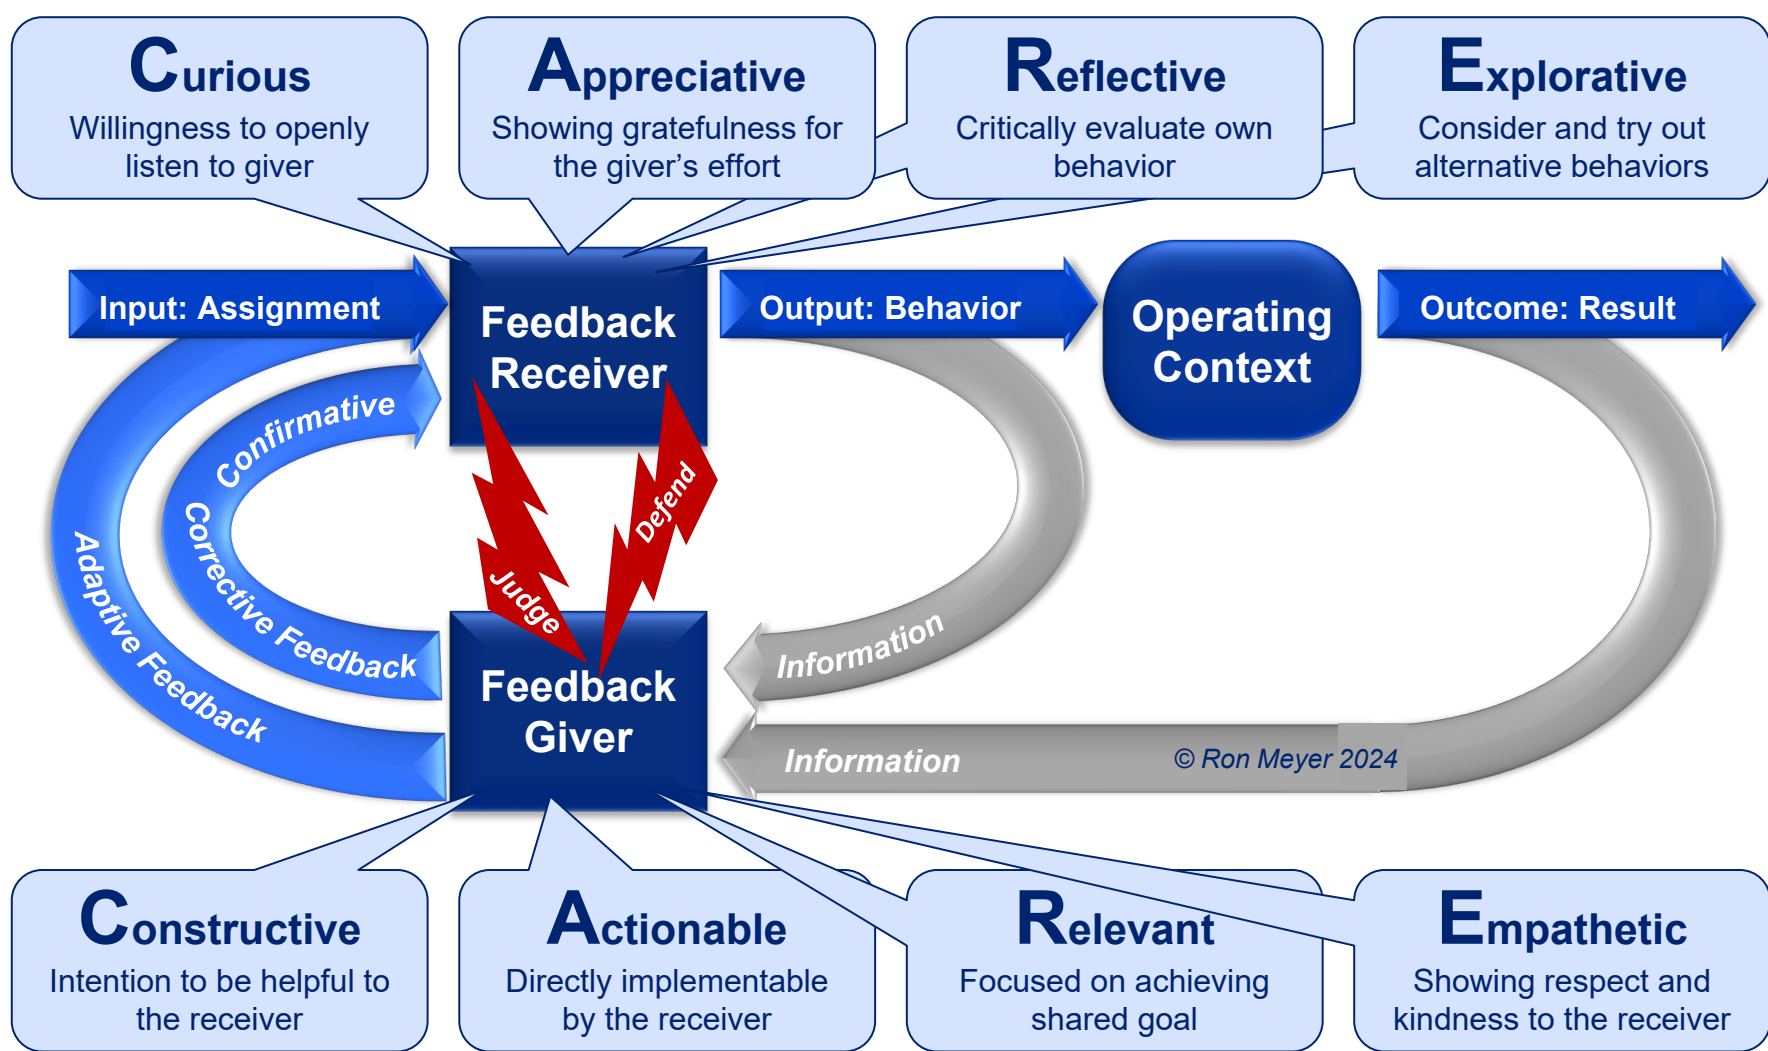 Curious
Willingness to openly
listen to giver
Appreciative
Showing gratefulness for
the giver's effort
Reflective
Critically evaluate own
behavior
Explorative
Consider and try out
alternative behaviors
Input: Assignment
Feedback
Receiver
Output: Behavior
Operating
Context
Outcome: Result
Confirmative
Corrective Feedback
Adaptive Feedback
Judge
Defend
Feedback
Giver
Information
Information
© Ron Meyer 2024
Constructive
Intention to be helpful to
the receiver
Actionable
Directly implementable
by the receiver
Relevant
Focused on achieving
shared goal
Empathetic
Showing respect and
kindness to the receiver